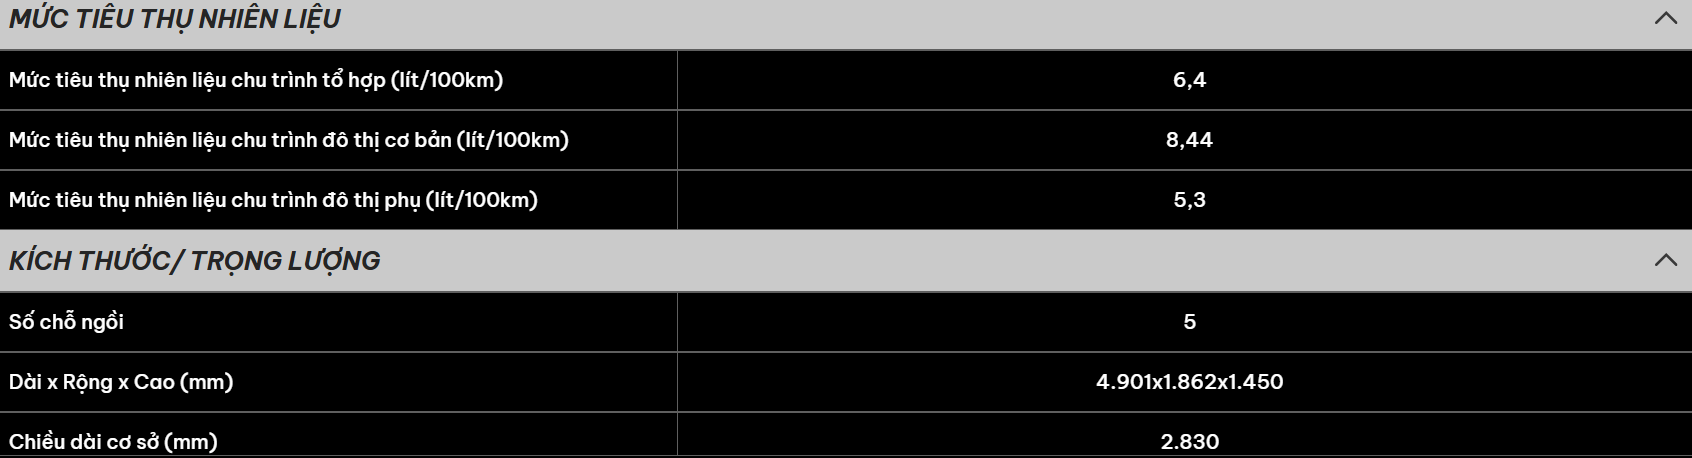 MỨC TIÊU THỤ NHIÊN LIỆU
Mức tiêu thụ nhiên liệu chu trình tổ hợp (lít/100km)
6,4
Mức tiêu thụ nhiên liệu chu trình đô thị cơ bản (lít/100km)
8,44
Mức tiêu thụ nhiên liệu chu trình đô thị phụ (lít/100km)
5,3
KÍCH THƯỚC/ TRỌNG LƯỢNG
Số chỗ ngồi
5
Dài x Rộng x Cao (mm)
4.901x1.862x1.450
Chiều dài cơ sở (mm)
2.830